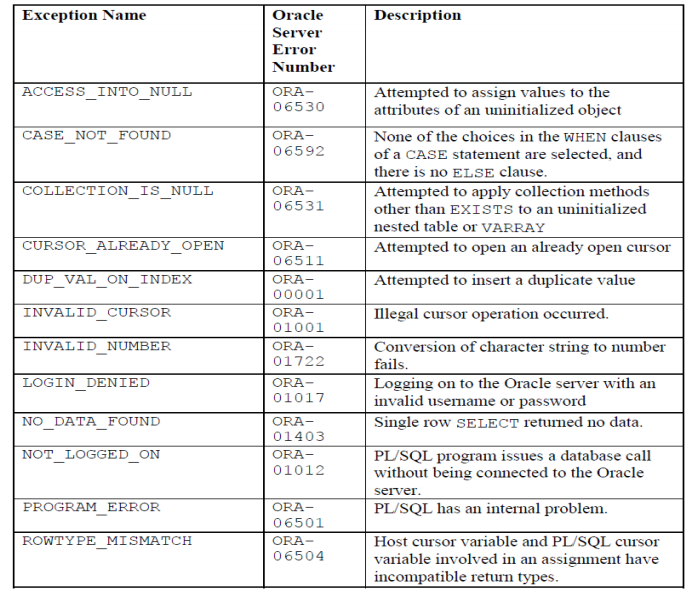 Exception Name
Oracle
Server
Error
Number
Description
ACCESS_INTO_NULL
ORA-
06530
Attempted to assign values to the
attributes of an uninitialized object
CASE_NOT_FOUND
ORA-
06592
None of the choices in the WHEN clauses
of a CASE statement are selected, and
there is no ELSE clause.
COLLECTION_IS_NULL
ORA-
06531
Attempted to apply collection methods
other than EXISTS to an uninitialized
nested table or VARRAY
CURSOR_ALREADY_OPEN
ORA-
06511
Attempted to open an already open cursor
DUP_VAL_ON_INDEX
ORA-
00001
Attempted to insert a duplicate value
INVALID_CURSOR
ORA-
01001
Illegal cursor operation occurred.
INVALID_NUMBER
ORA-
01722
Conversion of character string to number
fails.
LOGIN_DENIED
ORA-
01017
Logging on to the Oracle server with an
invalid username or password
NO_DATA_FOUND
ORA-
01403
Single row SELECT returned no data.
NOT_LOGGED_ON
ORA-
01012
PL/SQL program issues a database call
without being connected to the Oracle
server.
PROGRAM_ERROR
ORA-
06501
PL/SQL has an internal problem.
ROWTYPE_MISMATCH
ORA-
06504
Host cursor variable and PL/SQL cursor
variable involved in an assignment have
incompatible return types.